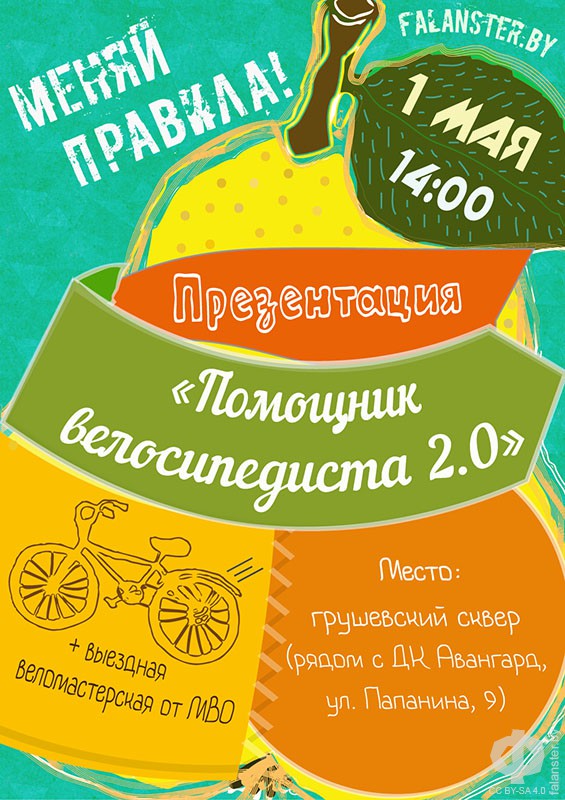 FALANSTER.BY
МЕНЯЙ
ПРАВИЛА!
1 МАЯ
14:00
Презентация
«Помощник
велосипедиста 2.0»
Место:
грушевский сквер
(рядом с ДК Авангард,
ул. Папанина, 9)
+ выездная
веломастерская от МВО
Ф
CC BY-SA 4.0
falanster.by